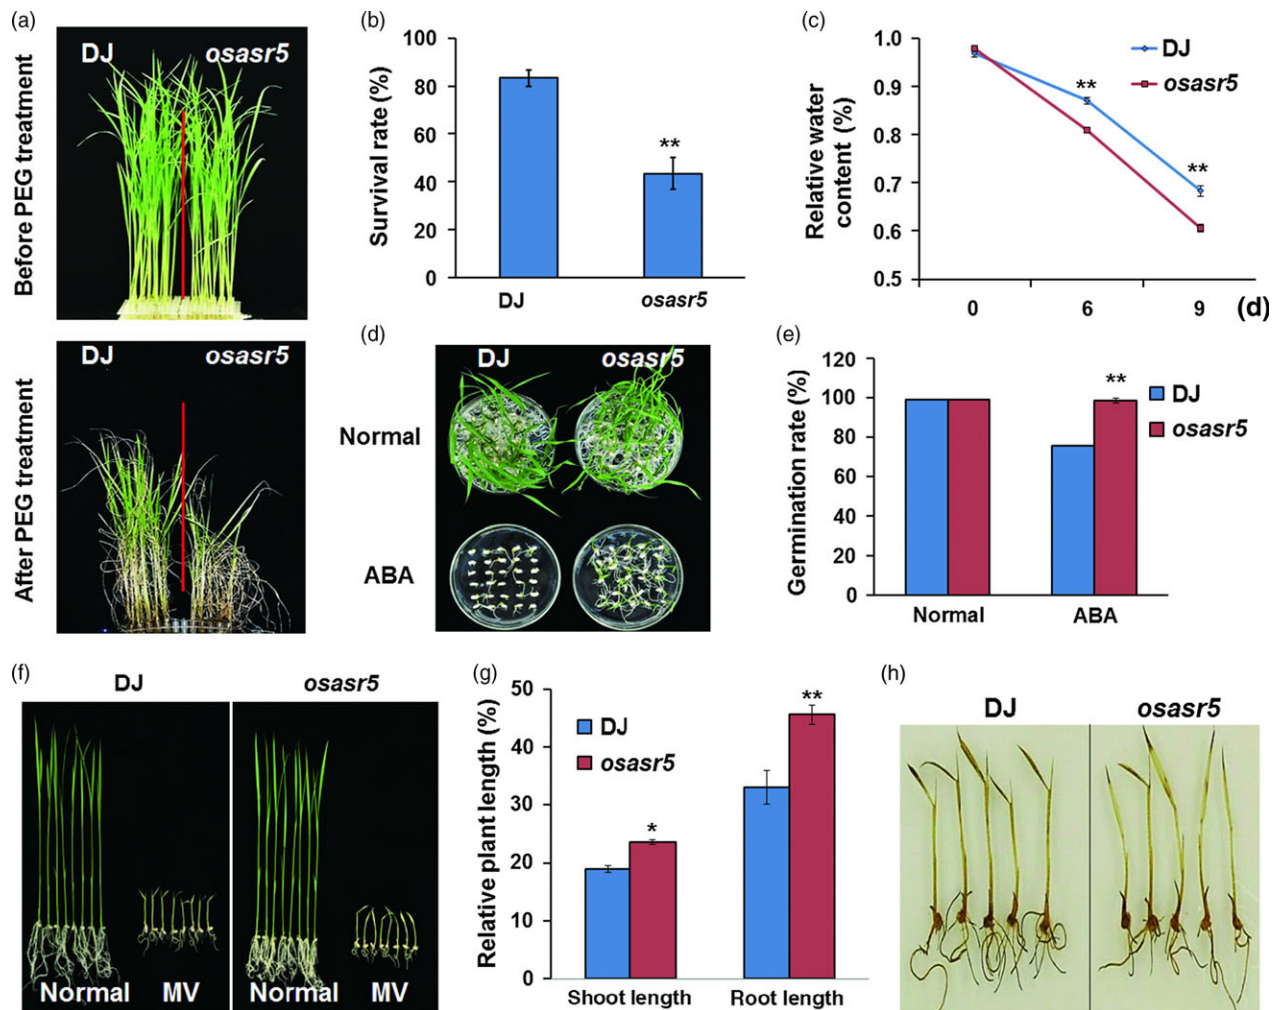 (a)
DJ
osasr5
Before PEG treatment
DJ
osasr5
After PEG treatment
(b)
Survival rate (%)
100
80
60
40
20
0
**
DJ
osasr5
(c)
Relative water
content (%)
1.0
0.9
0.8
0.7
0.6
0.5
**
**
DJ
osasr5
0
6
9
(d)
(d)
DJ
osasr5
Normal
ABA
(e)
Germination rate (%)
120
100
80
60
40
20
0
**
DJ
osasr5
Normal
ABA
(f)
DJ
osasr5
Normal
MV
Normal
MV
(g)
Relative plant length (%)
50
40
30
20
10
0
DJ
osasr5
*
**
Shoot length
Root length
(h)
DJ
osasr5